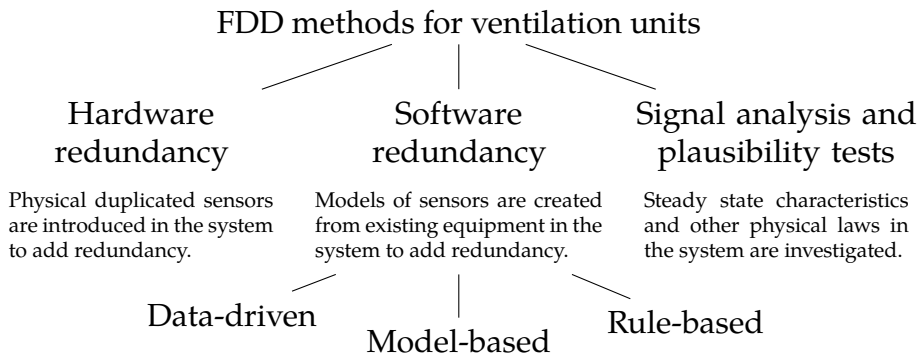 FDD methods for ventilation units
Hardware
redundancy
Physical duplicated sensors
are introduced in the system
to add redundancy.
Software
redundancy
Models of sensors are created
from existing equipment in the
system to add redundancy.
Signal analysis and
plausibility tests
Steady state characteristics
and other physical laws in
the system are investigated.
Data-driven
Model-based
Rule-based